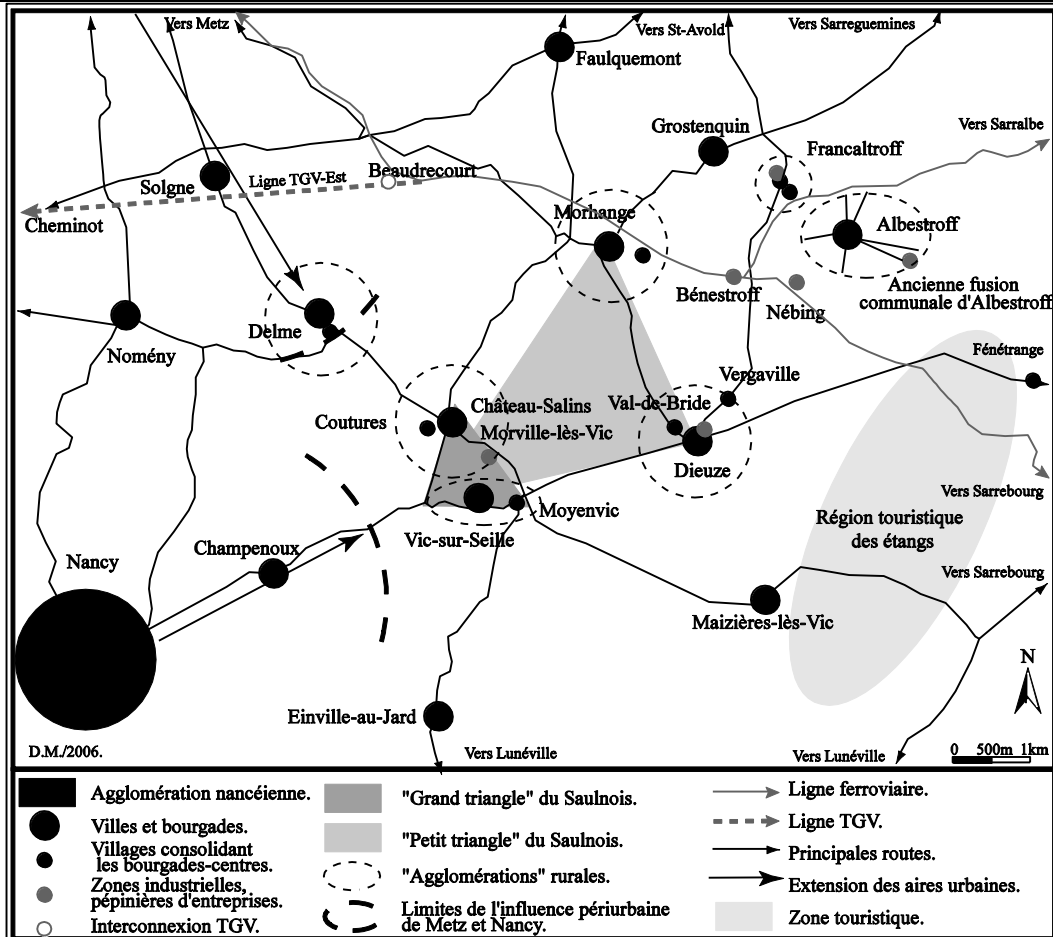 Vers Metz
Vers St-Avold
Vers Sarreguemines
Faulquemont
Grostenquin
Vers Sarralbe
Francaltroff
Beaudrecourt
Ligne TGV-Est
Solgne
Cheminot
Morhange
Albestroff
Ancienne fusion
communale d'Albestroff
Bénestroff
Nébing
Delme
Nomény
Fénétrange
Vergaville
Val-de-Bride
Château-Salins
Coutures
Morville-lès-Vic
Dieuze
Vers Sarrebourg
Moyenvic
Région touristique
des étangs
Vic-sur-Seille
Champenoux
Nancy
Vers Sarrebourg
Maizières-lès-Vic
N
Einville-au-Jard
D.M./2006.
Vers Lunéville
Vers Lunéville
0 500m 1km
Agglomération nancéienne.
Villes et bourgades.
Villages consolidant
les bourgades-centres.
Zones industrielles,
pépinières d'entreprises.
Interconnexion TGV.
"Grand triangle" du Saulnois.
"Petit triangle" du Saulnois.
"Agglomérations" rurales.
Limites de l'influence périurbaine
de Metz et Nancy.
Ligne ferroviaire.
Ligne TGV.
Principales routes.
Extension des aires urbaines.
Zone touristique.